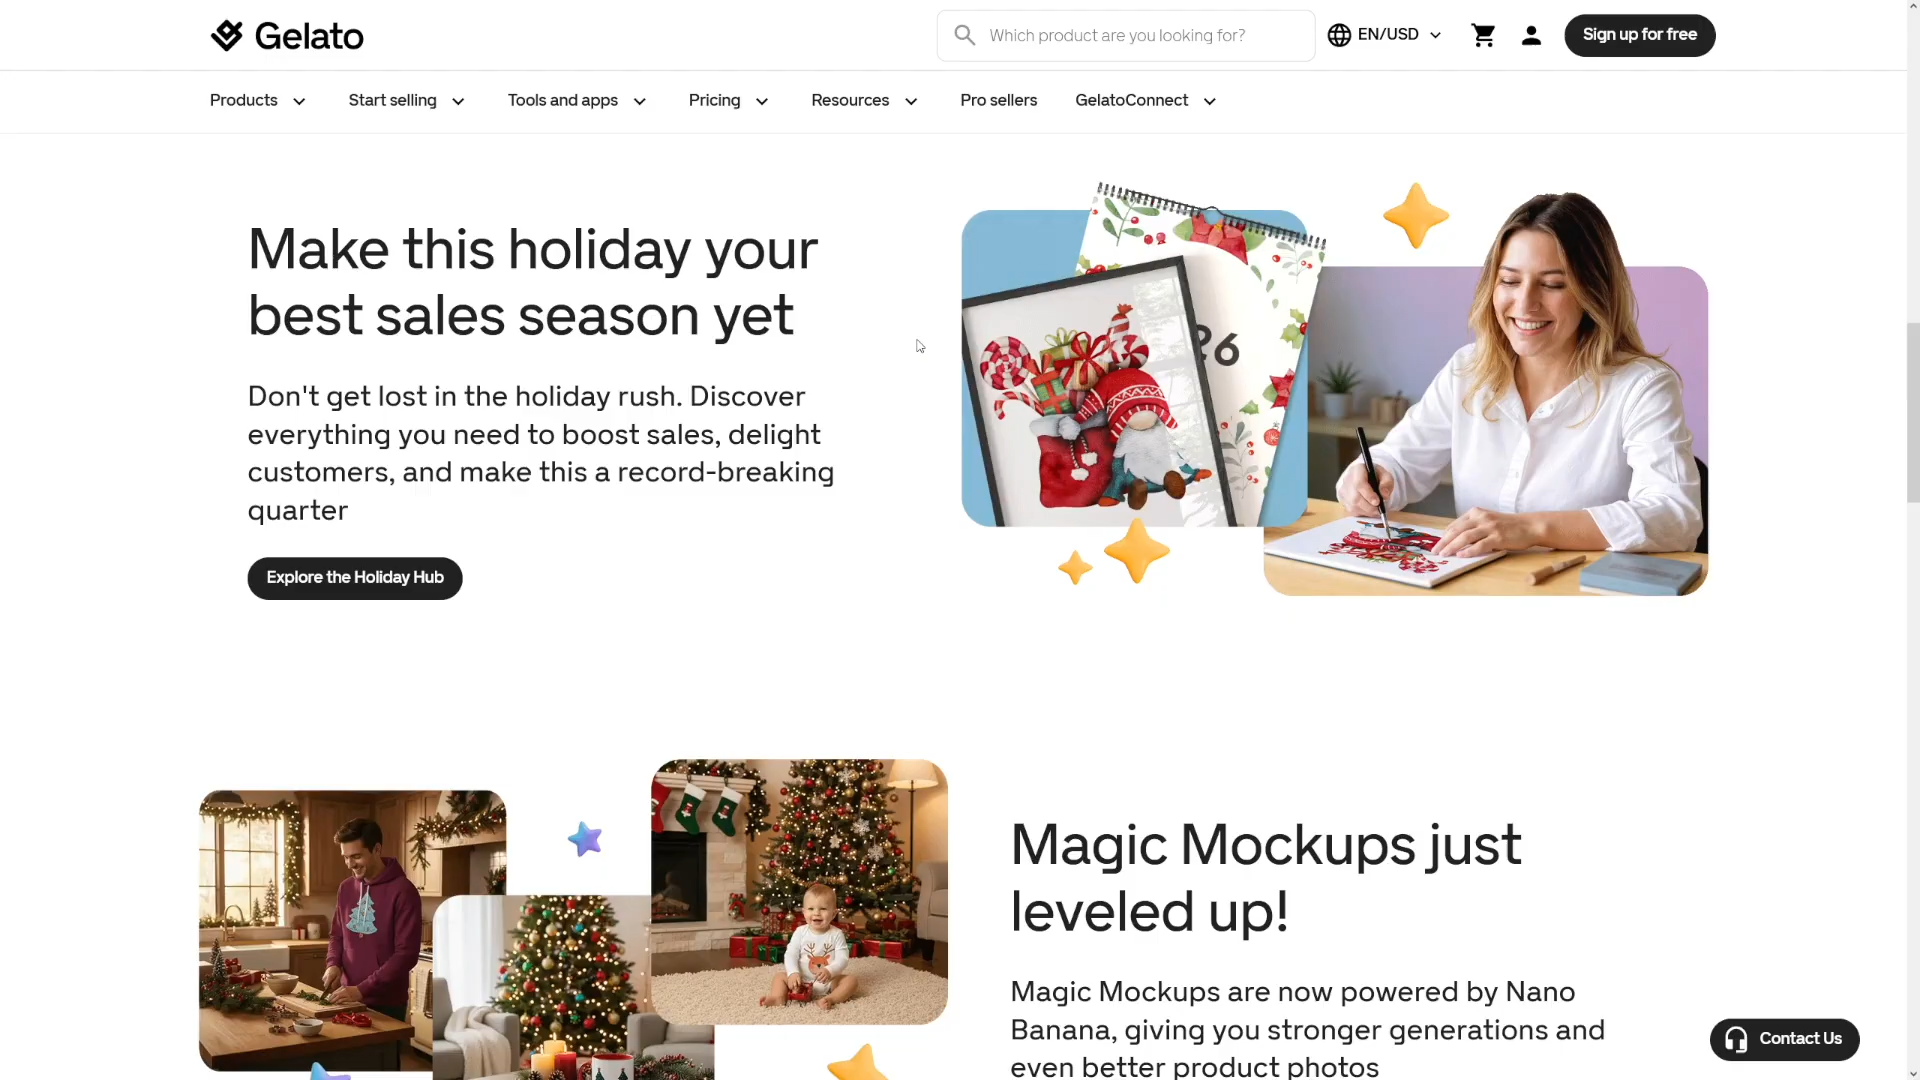 Gelato
Which product are you looking for?
EN/USD
Sign up for free
Products
Start selling
Tools and apps
Pricing
Resources
Pro sellers
GelatoConnect
Make this holiday your
best sales season yet
Don't get lost in the holiday rush. Discover
everything you need to boost sales, delight
customers, and make this a record-breaking
quarter
Explore the Holiday Hub
26
Magic Mockups just
leveled up!
Magic Mockups are now powered by Nano
Banana, giving you stronger generations and
even better product photos
Contact Us